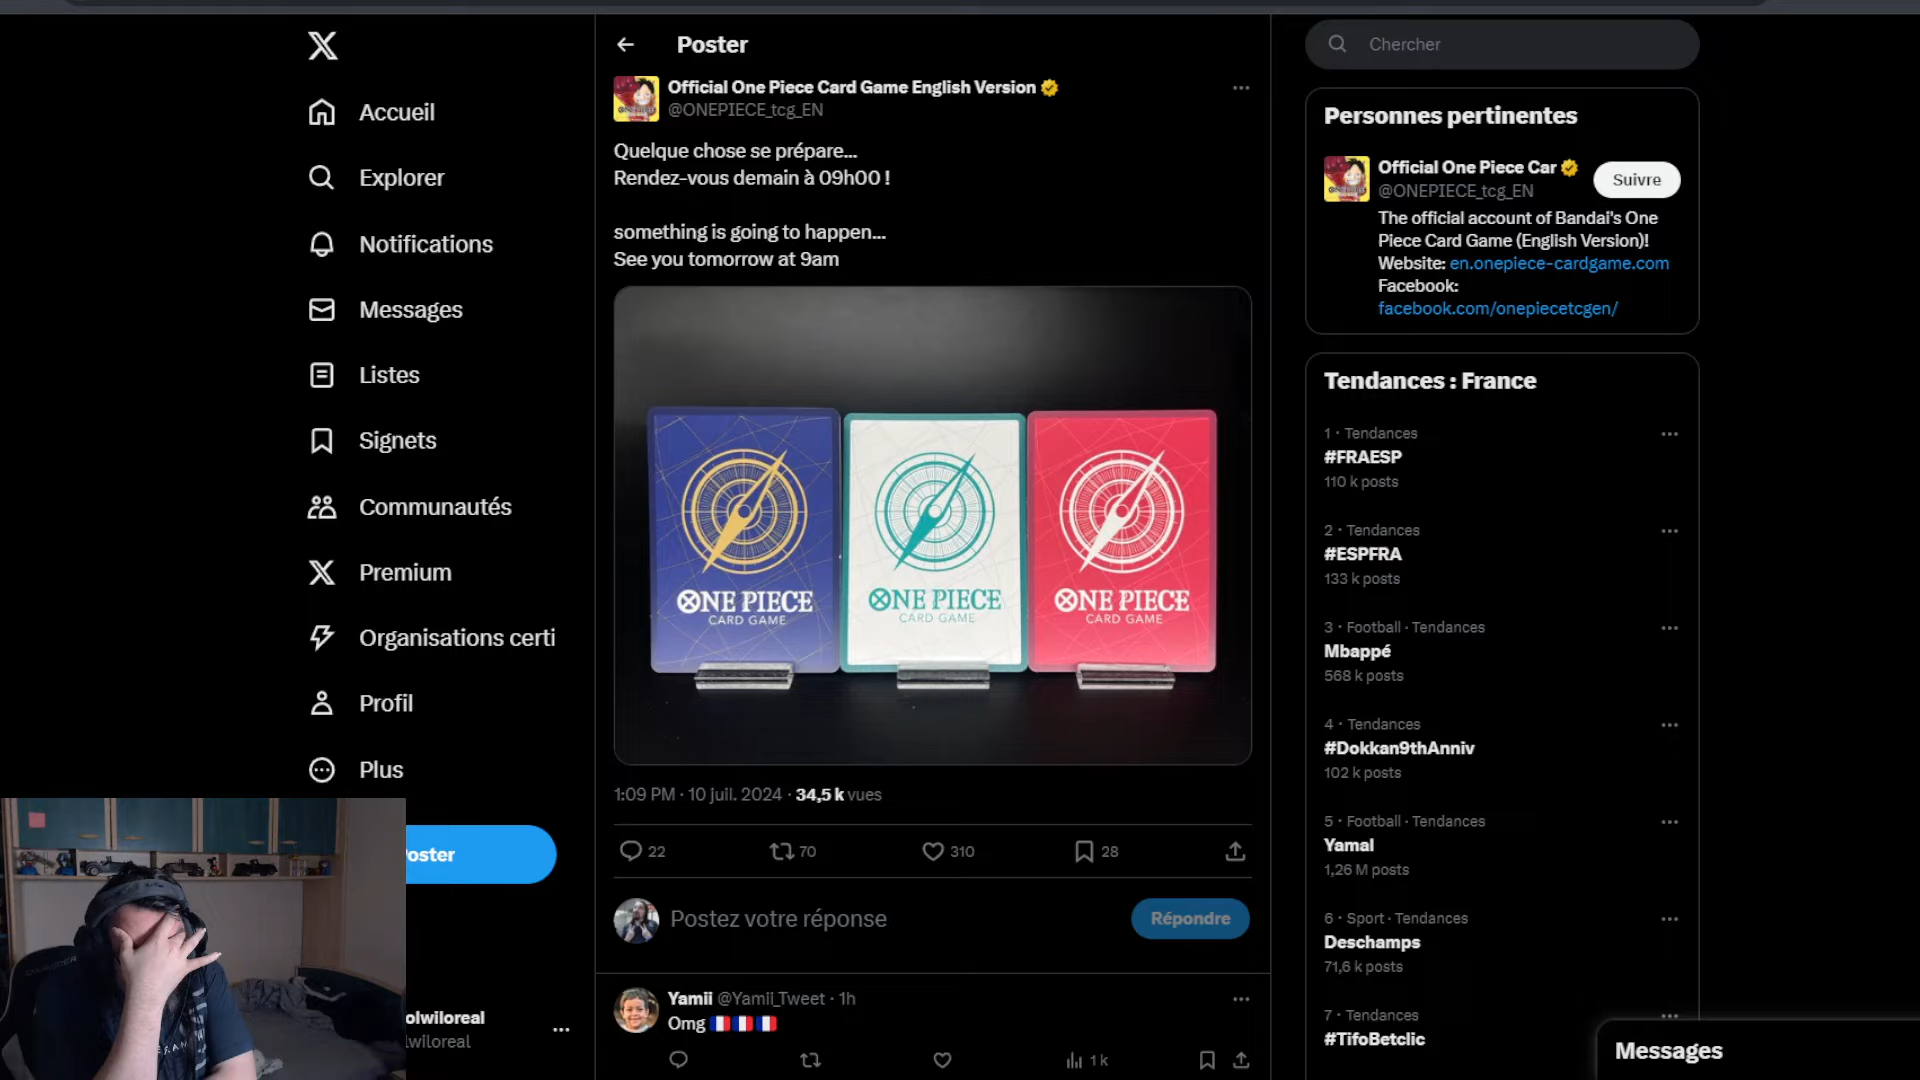 Accueil
Explorer
Notifications
Messages
Listes
Signets
Communautés
Premium
Organisations certi
Profil
Plus
oster
olwiloreal
lwiloreal
Poster
Official One Piece Card Game English Version
@ONEPIECE_tcg_EN
Quelque chose se prépare...
Rendez-vous demain à 09h00 !
something is going to happen...
See you tomorrow at 9am
ONE PIECE
CARD GAME
ONE PIECE
CARD GAME
ONE PIECE
CARD GAME
1:09 PM · 10 juil. 2024 · 34,5 k vues
22 70 310 28
Postez votre réponse
Répondre
Yamii @Yamii_Tweet · 1h
Omg 🇫🇷🇫🇷🇫🇷
1 k
Chercher
Personnes pertinentes
Official One Piece Car
@ONEPIECE_tcg_EN
Suivre
The official account of Bandai's One
Piece Card Game (English Version)!
Website: en.onepiece-cardgame.com
Facebook:
facebook.com/onepiecetcgen/
Tendances : France
1 · Tendances
#FRAESP
110 k posts
2 · Tendances
#ESPFRA
133 k posts
3 · Football · Tendances
Mbappé
568 k posts
4 · Tendances
#Dokkan9thAnniv
102 k posts
5 · Football · Tendances
Yamal
1,26 M posts
6 · Sport · Tendances
Deschamps
71,6 k posts
7 · Tendances
#TifoBetclic
Messages